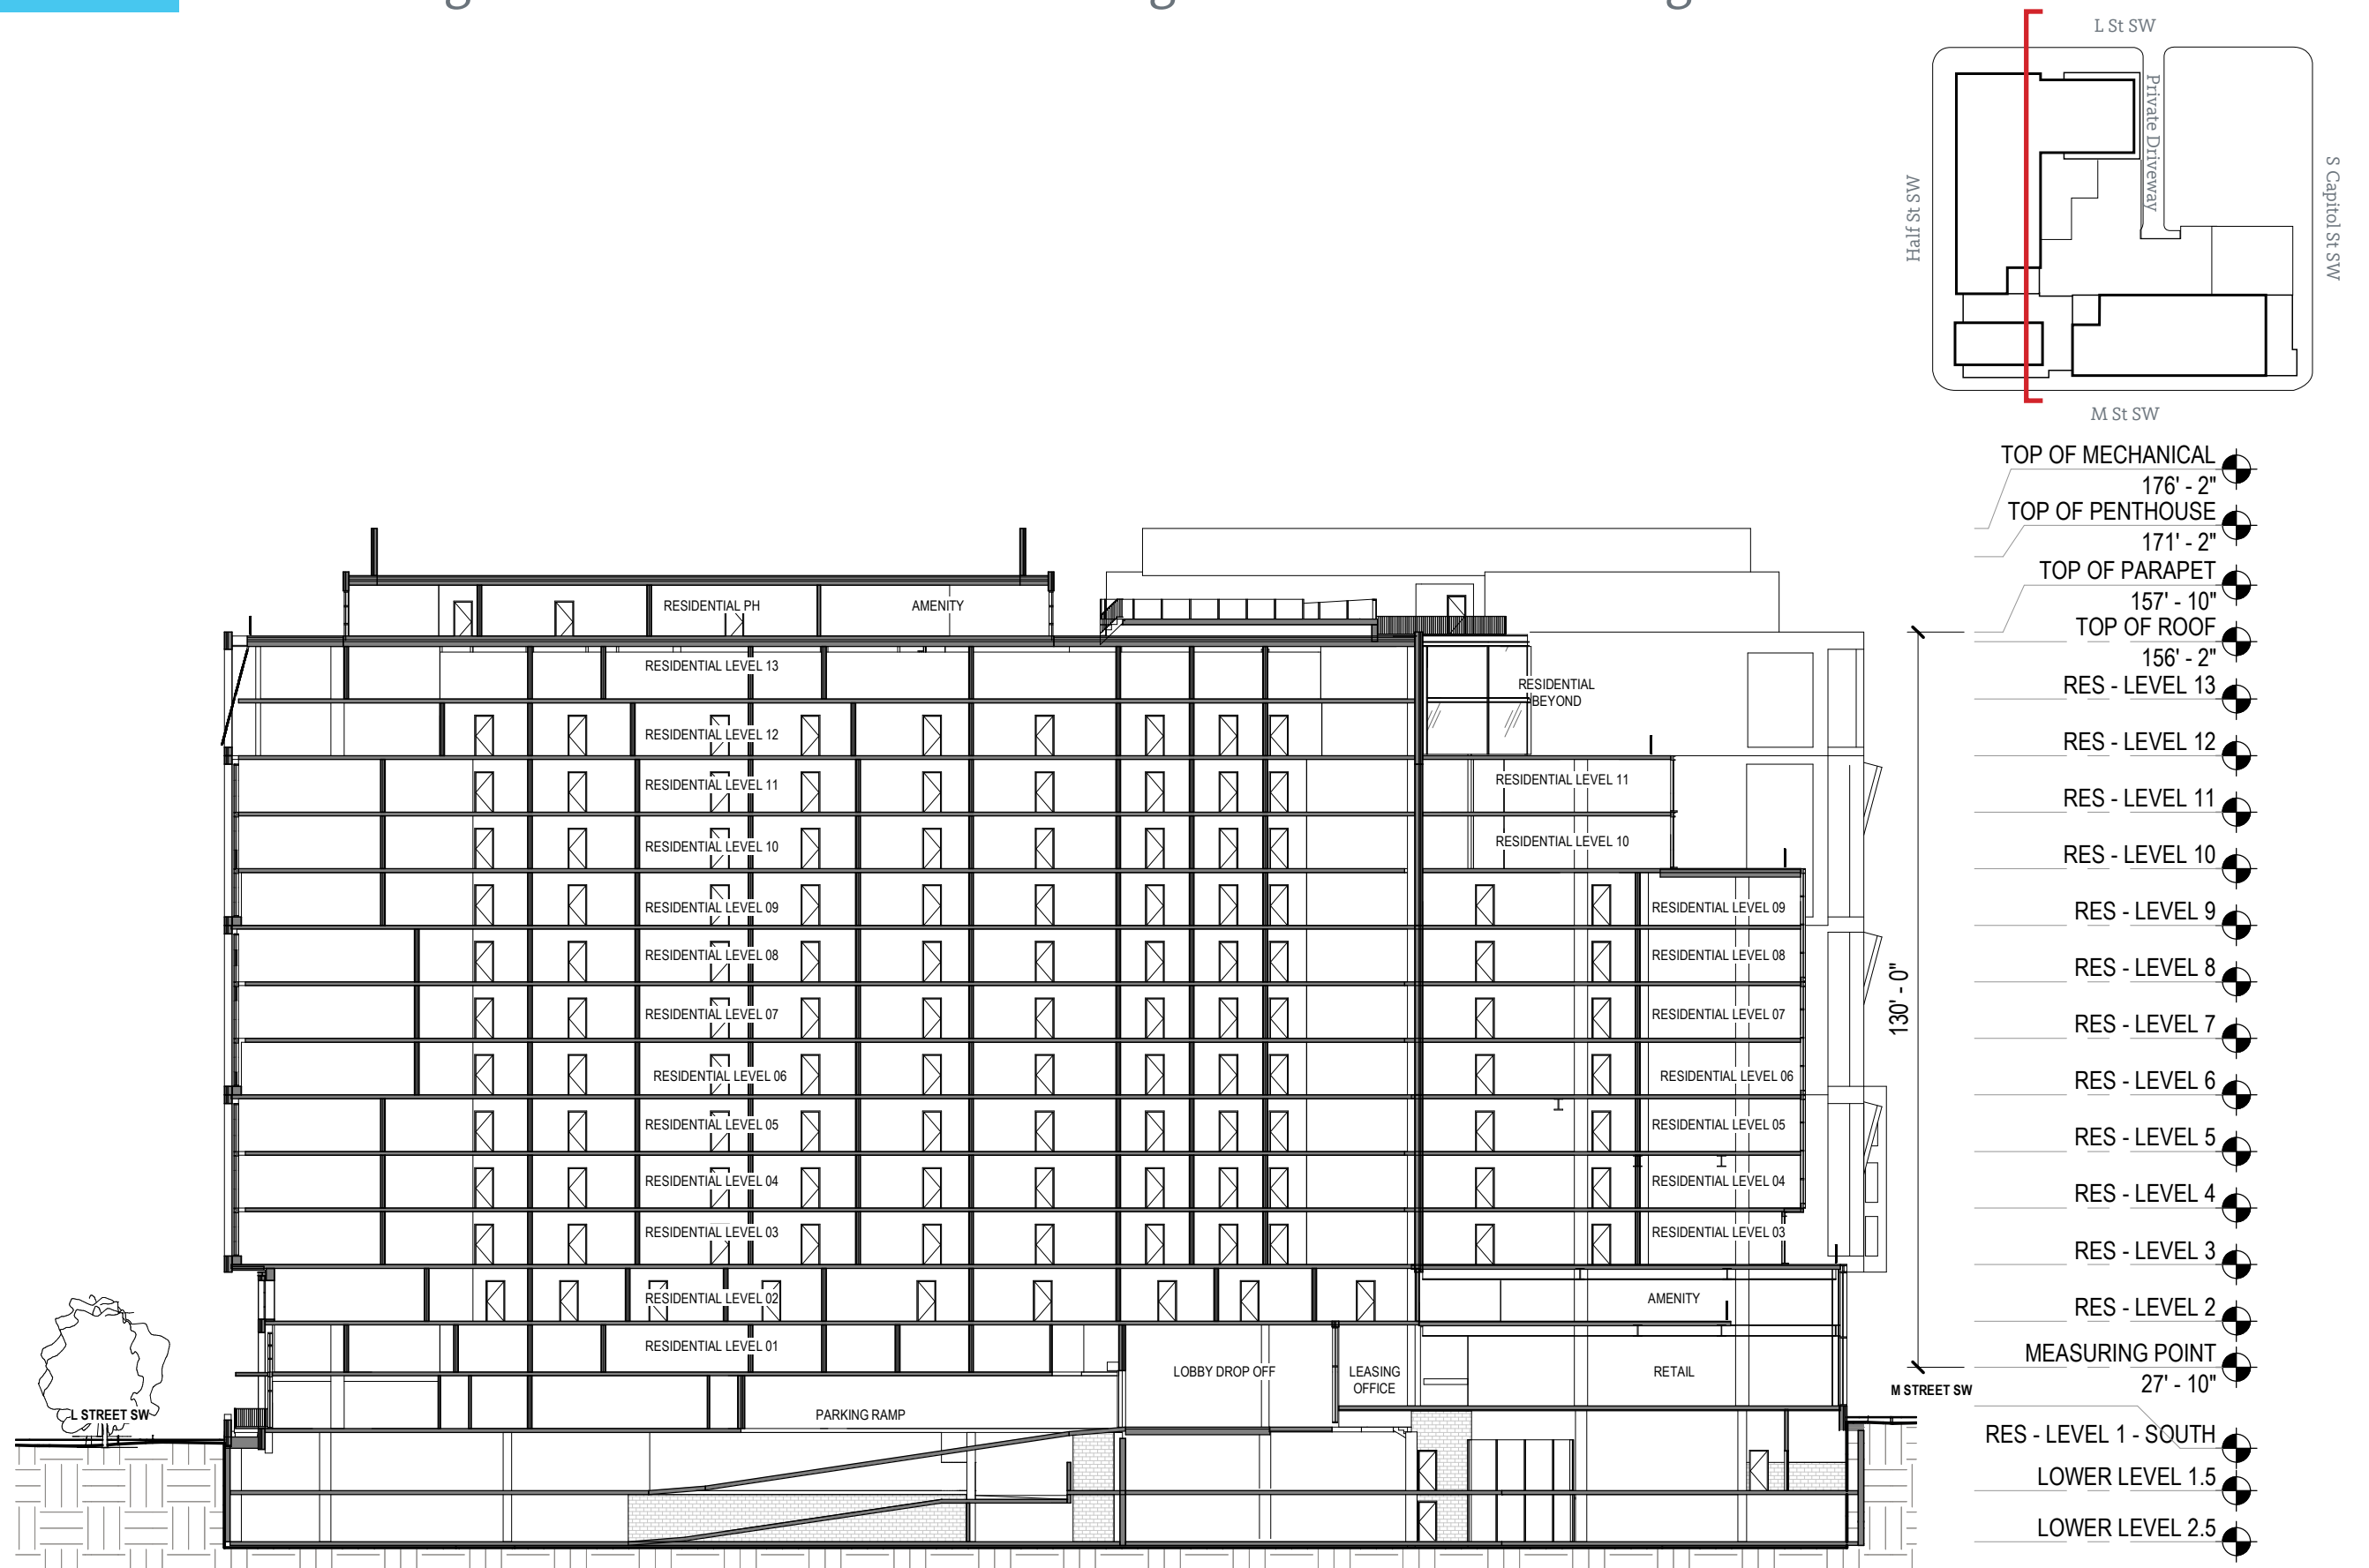 L St SW
Private Driveway
Half St SW
S Capitol St SW
M St SW
TOP OF MECHANICAL
176' - 2"
TOP OF PENTHOUSE
171' - 2"
TOP OF PARAPET
157' - 10"
TOP OF ROOF
156' - 2"
RES - LEVEL 13
RES - LEVEL 12
RES - LEVEL 11
RES - LEVEL 10
RES - LEVEL 9
RES - LEVEL 8
RES - LEVEL 7
RES - LEVEL 6
RES - LEVEL 5
RES - LEVEL 4
RES - LEVEL 3
RES - LEVEL 2
MEASURING POINT
27' - 10"
RES - LEVEL 1 - SOUTH
LOWER LEVEL 1.5
LOWER LEVEL 2.5
130' - 0"
M STREET SW
RESIDENTIAL PH
AMENITY
RESIDENTIAL LEVEL 13
RESIDENTIAL
BEYOND
RESIDENTIAL LEVEL 12
RESIDENTIAL LEVEL 11
RESIDENTIAL LEVEL 11
RESIDENTIAL LEVEL 10
RESIDENTIAL LEVEL 10
RESIDENTIAL LEVEL 09
RESIDENTIAL LEVEL 09
RESIDENTIAL LEVEL 08
RESIDENTIAL LEVEL 08
RESIDENTIAL LEVEL 07
RESIDENTIAL LEVEL 07
RESIDENTIAL LEVEL 06
RESIDENTIAL LEVEL 06
RESIDENTIAL LEVEL 05
RESIDENTIAL LEVEL 05
RESIDENTIAL LEVEL 04
RESIDENTIAL LEVEL 04
RESIDENTIAL LEVEL 03
RESIDENTIAL LEVEL 03
RESIDENTIAL LEVEL 02
AMENITY
RESIDENTIAL LEVEL 01
LOBBY DROP OFF
LEASING
OFFICE
RETAIL
PARKING RAMP
L STREET SW